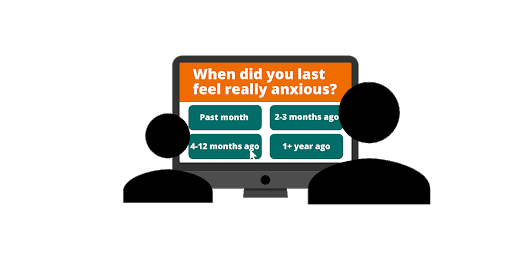 When did you last
feel really anxious?
Past month
2-3 months ago
4-12 months ago
1+ year ago